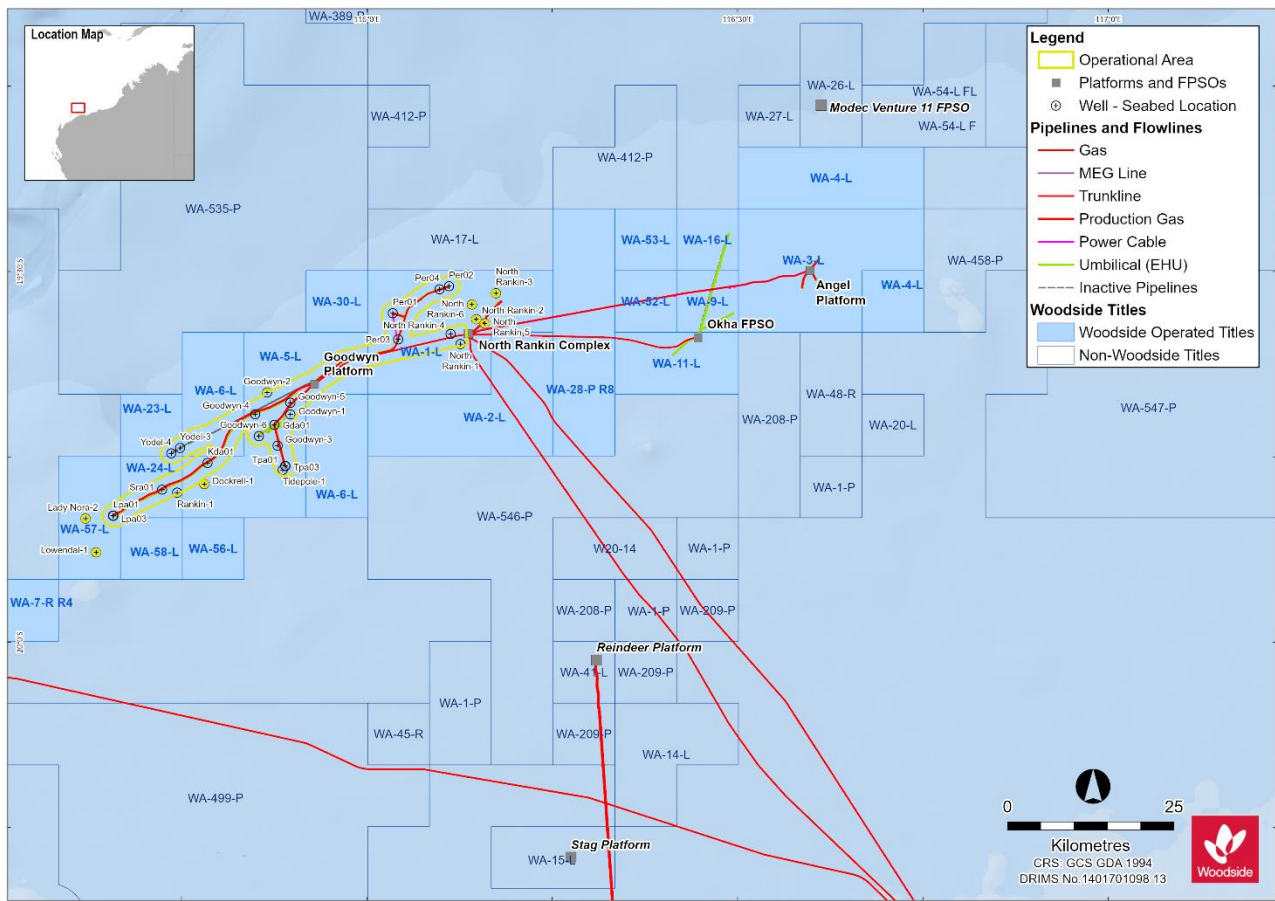 Location Map
WA-389-P
116°0'E
116°30'E
117°0'E
Legend
Operational Area
Platforms and FPSOs
Well - Seabed Location
Pipelines and Flowlines
Gas
MEG Line
Trunkline
Production Gas
Power Cable
Umbilical (EHU)
Inactive Pipelines
Woodside Titles
Woodside Operated Titles
Non-Woodside Titles
WA-26-L
WA-54-L FL
Modec Venture 11 FPSO
WA-412-P
WA-27-L
WA-54-L F
WA-412-P
WA-4-L
WA-535-P
WA-17-L
WA-53-L
WA-16-L
WA-3-L
WA-458-P
19°30'S
Per04
Per02
North
Rankin-3
WA-30-L
Per01
North
Rankin-6
North Rankin-2
North
Rankin-5
WA-52-L
WA-9-L
Angel
Platform
WA-4-L
North Rankin-4
Per03
North Rankin Complex
Okha FPSO
WA-5-L
Goodwyn
Platform
WA-1-L
North
Rankin-1
WA-11-L
Goodwyn-2
WA-6-L
WA-28-P R8
WA-48-R
WA-23-L
Goodwyn-4
Goodwyn-5
Goodwyn-1
WA-2-L
WA-208-P
WA-20-L
WA-547-P
Goodwyn-6
Gda01
Yodel-4
Yodel-3
Goodwyn-3
Kda01
Tpa01
Tpa03
Tidepole-1
WA-24-L
Sra01
Rankin-1
Dockrell-1
WA-6-L
WA-1-P
Lady Nora-2
Lpa01
Lpa03
WA-57-L
WA-546-P
Lowendal-1
WA-58-L
WA-56-L
W20-14
WA-1-P
WA-7-R R4
WA-208-P
WA-1-P
WA-209-P
20°0'S
Reindeer Platform
WA-41-L
WA-209-P
WA-1-P
WA-45-R
WA-209-P
WA-14-L
WA-499-P
0
25
Kilometres
CRS: GCS GDA 1994
DRIMS No.1401701098 13
Woodside
Stag Platform
WA-15-L